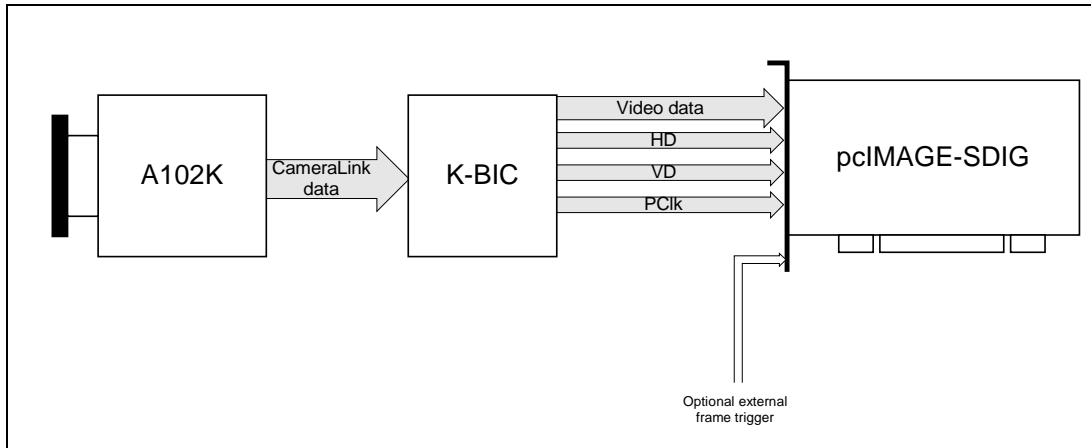 A102K
CameraLink
data
K-BIC
Video data
HD
VD
PClk
pcIMAGE-SDIG
Optional external
frame trigger